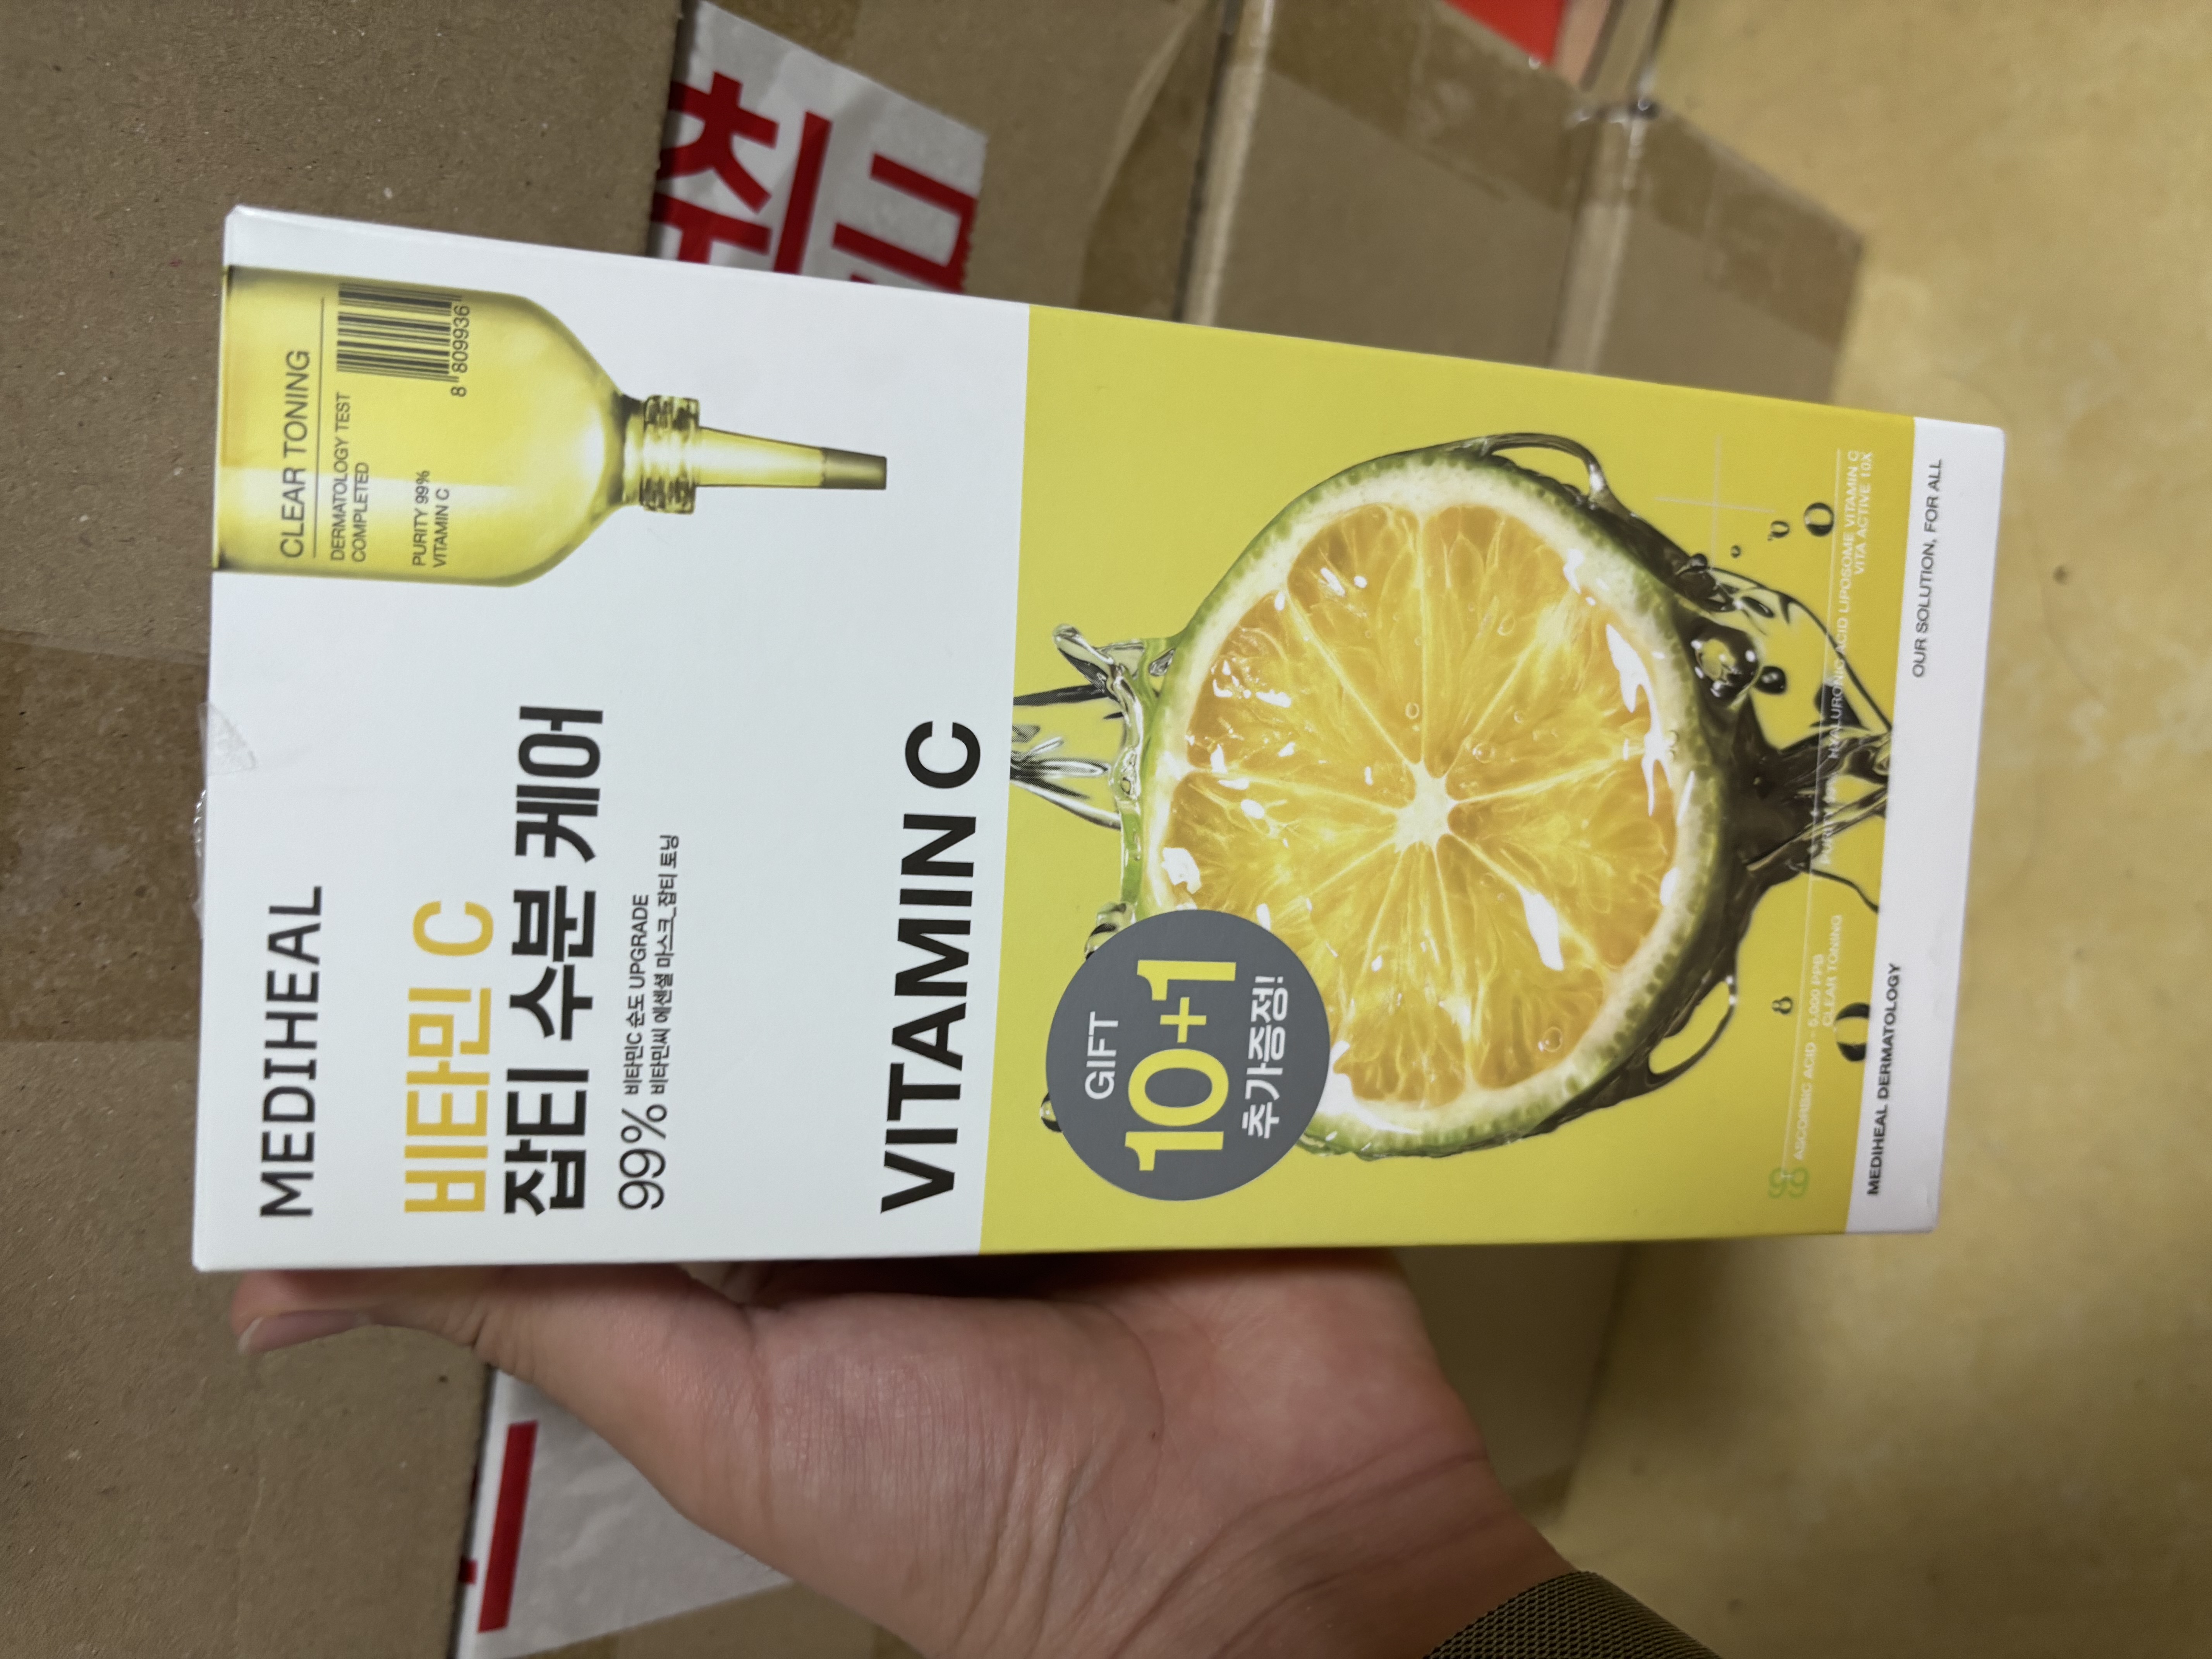 MEDIHEAL
비타민 C
잡티 수분 케어
99% 비타민C 순도 UPGRADE
비타민씨 에센셜 마스크_잡티 토닝
CLEAR TONING
DERMATOLOGY TEST
COMPLETED
PURITY 99%
VITAMIN C
8 809936
VITAMIN C
GIFT
10+1
추가증정!
ASCORBIC ACID - 5,000 PPB
CLEAR TONING
HYALURONIC ACID LIPOSOME VITAMIN C
VITA ACTIVE 10X
MEDIHEAL DERMATOLOGY
OUR SOLUTION, FOR ALL
취